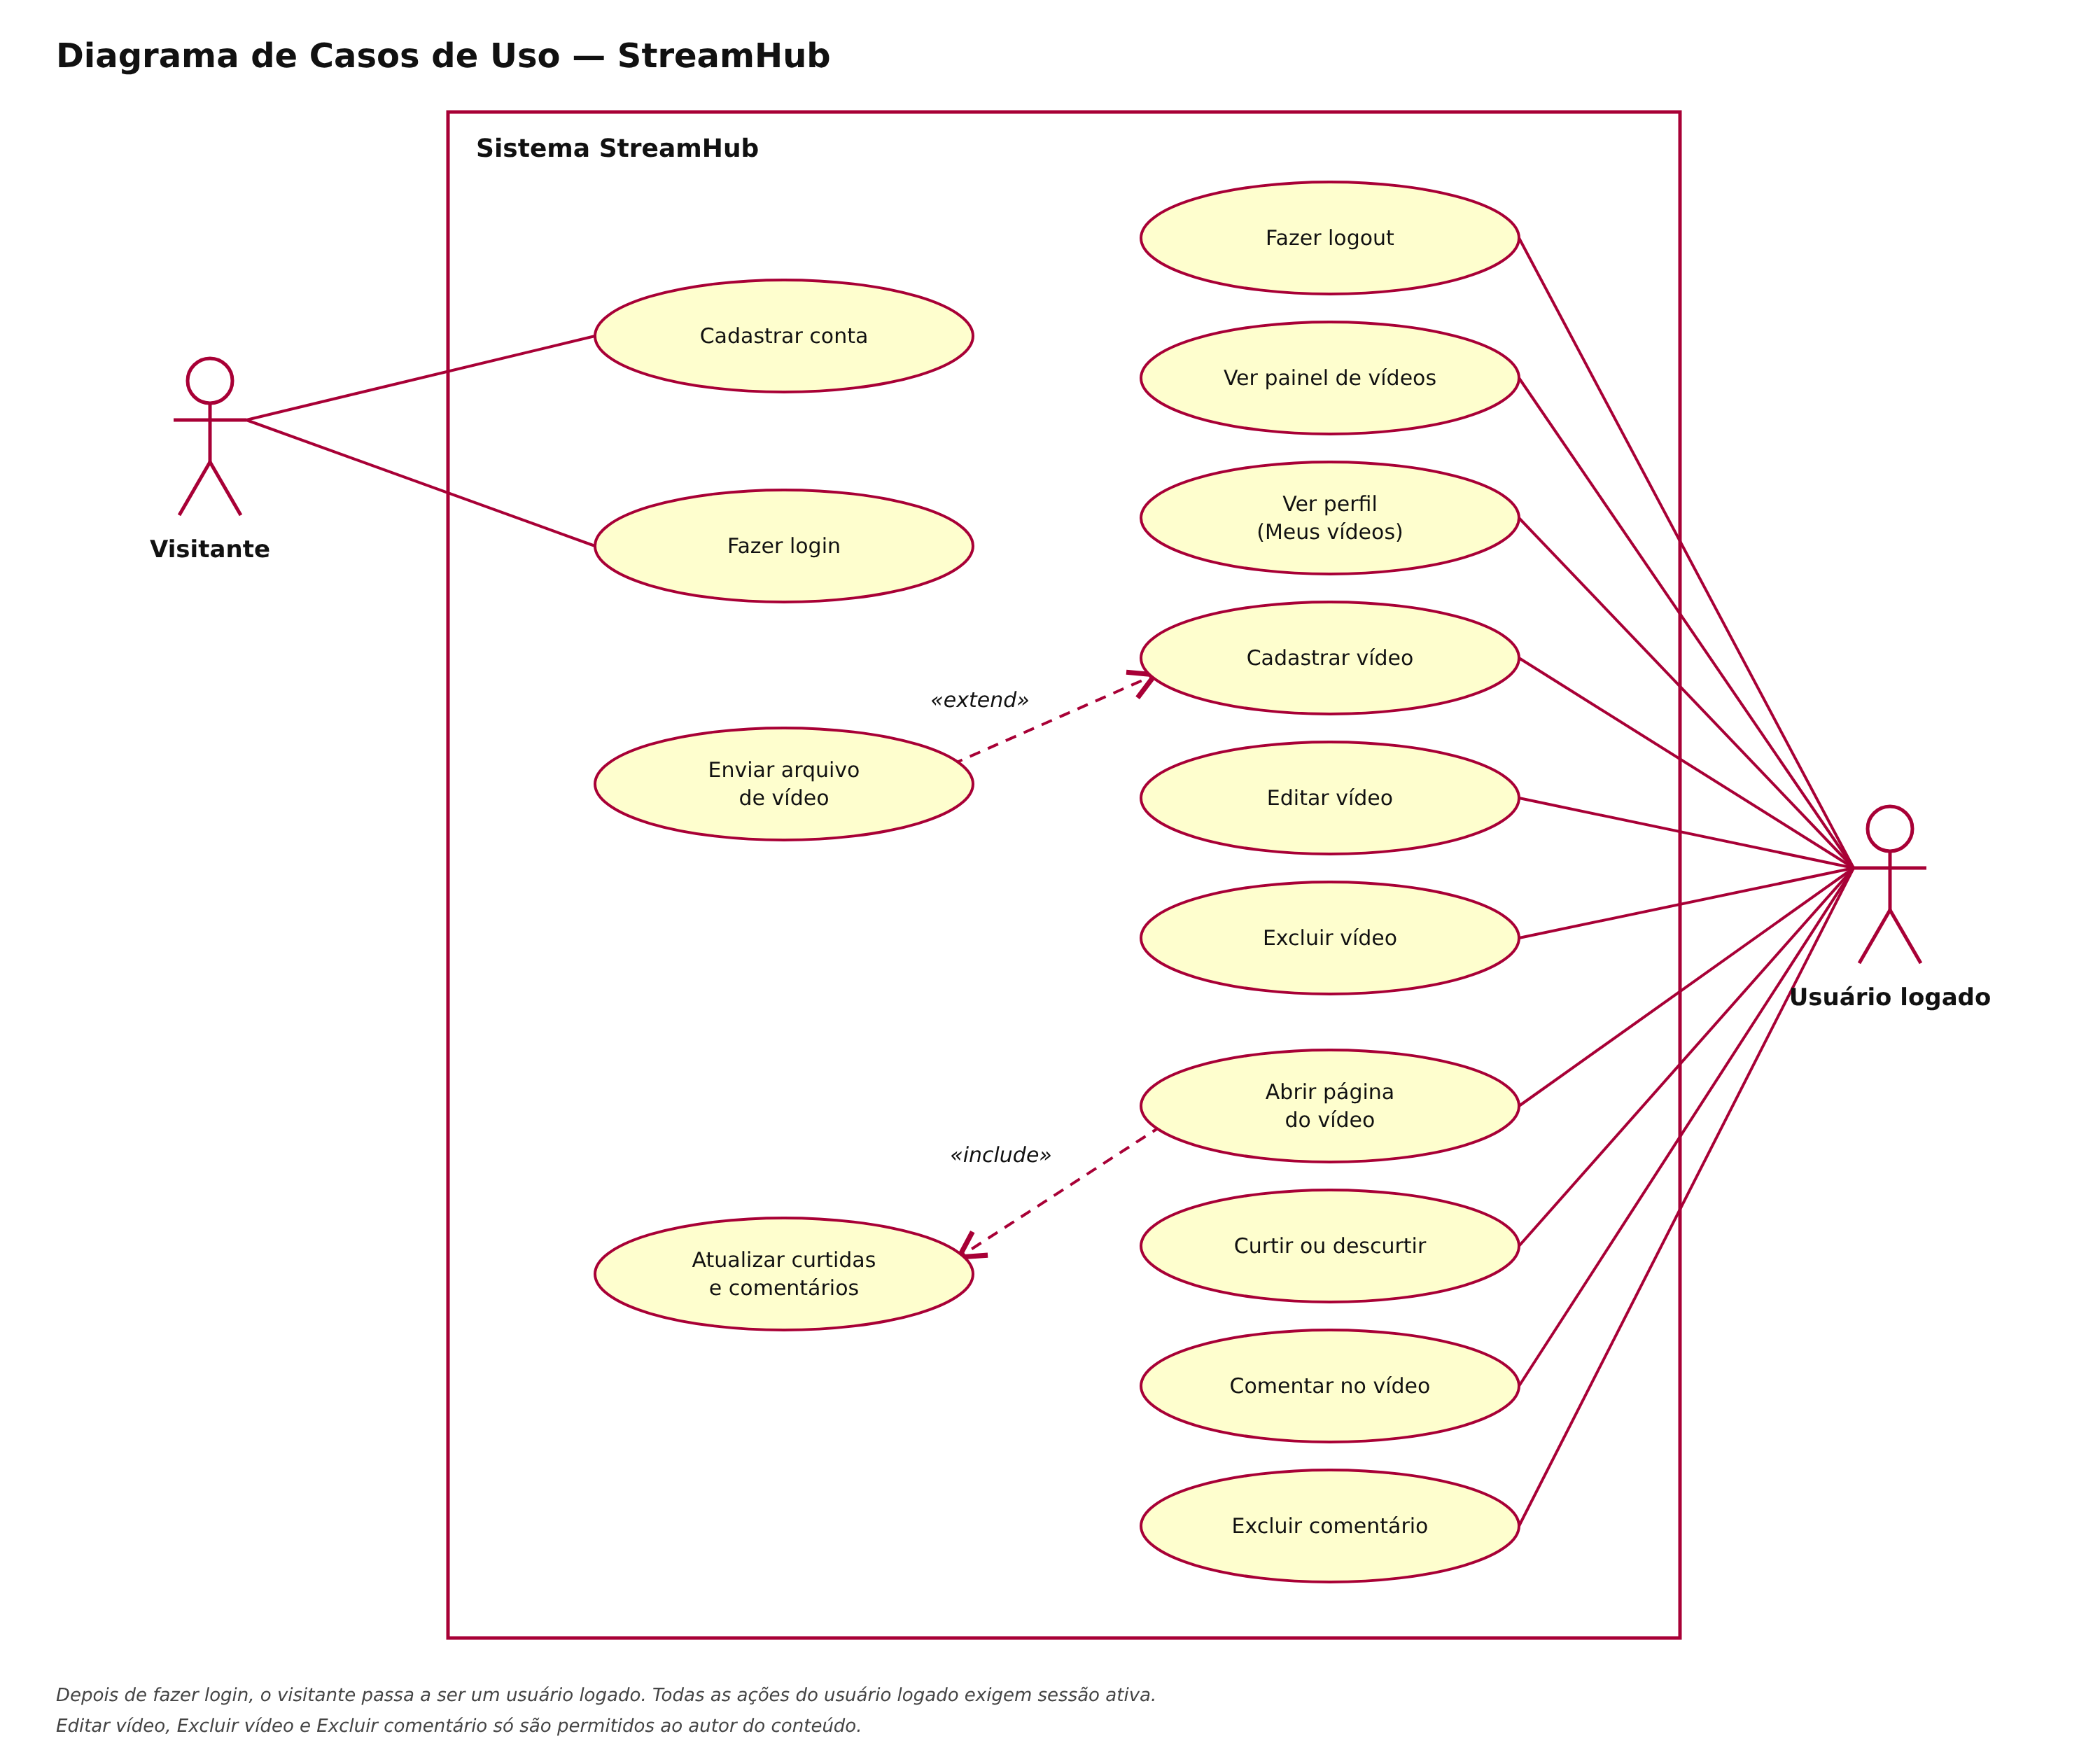 Diagrama de Casos de Uso — StreamHub
Sistema StreamHub
Fazer logout
Cadastrar conta
Ver painel de vídeos
Ver perfil
(Meus vídeos)
Visitante
Fazer login
Cadastrar vídeo
«extend»
Enviar arquivo
de vídeo
Editar vídeo
Excluir vídeo
Usuário logado
Abrir página
do vídeo
«include»
Atualizar curtidas
e comentários
Curtir ou descurtir
Comentar no vídeo
Excluir comentário
Depois de fazer login, o visitante passa a ser um usuário logado. Todas as ações do usuário logado exigem sessão ativa.
Editar vídeo, Excluir vídeo e Excluir comentário só são permitidos ao autor do conteúdo.